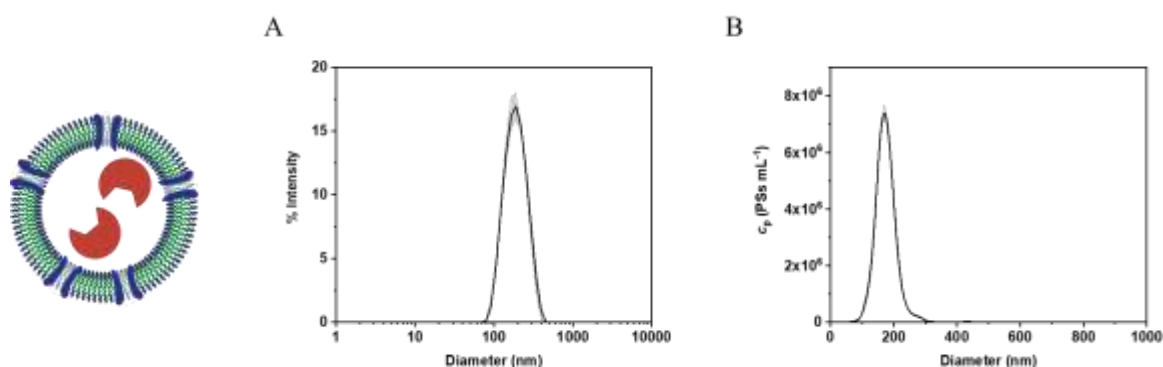 A
B
20
15
10
5
0
% Intensity
1
10
100
1000
10000
Diameter (nm)
8x10⁶
6x10⁶
4x10⁶
2x10⁶
0
cₚ (PSs mL⁻¹)
0
200
400
600
800
1000
Diameter (nm)